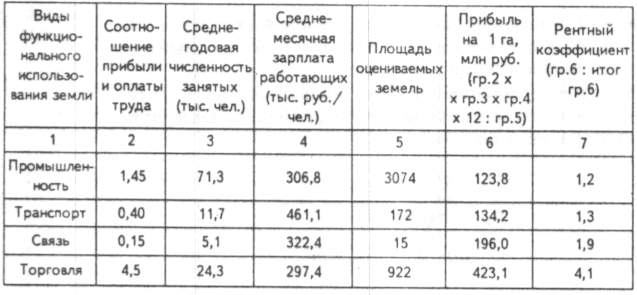 Виды функцио-нального использо-вания земли | Соотно-шение прибыли и оплаты труда | Средне-годовая численность занятых (тыс. чел.) | Средне-месячная зарплата работающих (тыс. руб./чел.) | Площадь оцениваемых земель | Прибыль на 1 га, млн руб. (гр.2 х х гр.3 х гр.4 х 12 : гр.5) | Рентный коэффициент (гр.6 : итог гр.6)
1 | 2 | 3 | 4 | 5 | 6 | 7
Промышлен-ность | 1,45 | 71,3 | 306,8 | 3074 | 123,8 | 1,2
Транспорт | 0,40 | 11,7 | 461,1 | 172 | 134,2 | 1,3
Связь | 0,15 | 5,1 | 322,4 | 15 | 196,0 | 1,9
Торговля | 4,5 | 24,3 | 297,4 | 922 | 423,1 | 4,1